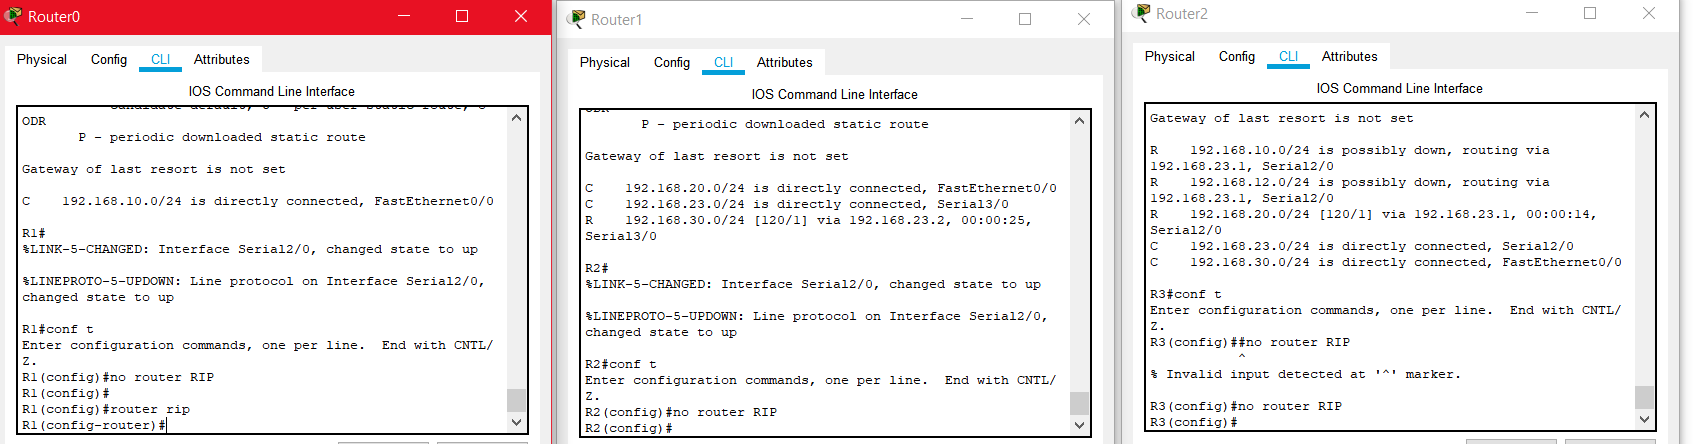 Router0
Physical Config CLI Attributes
IOS Command Line Interface
ODR
P - periodic downloaded static route
Gateway of last resort is not set
C 192.168.10.0/24 is directly connected, FastEthernet0/0
R1#
%LINK-5-CHANGED: Interface Serial2/0, changed state to up
%LINEPROTO-5-UPDOWN: Line protocol on Interface Serial2/0,
changed state to up
R1#conf t
Enter configuration commands, one per line. End with CNTL/
Z.
R1(config)#no router RIP
R1(config)#
R1(config)#router rip
R1(config-router)#
Router1
Physical Config CLI Attributes
IOS Command Line Interface
P - periodic downloaded static route
Gateway of last resort is not set
C 192.168.20.0/24 is directly connected, FastEthernet0/0
C 192.168.23.0/24 is directly connected, Serial3/0
R 192.168.30.0/24 [120/1] via 192.168.23.2, 00:00:25,
Serial3/0
R2#
%LINK-5-CHANGED: Interface Serial2/0, changed state to up
%LINEPROTO-5-UPDOWN: Line protocol on Interface Serial2/0,
changed state to up
R2#conf t
Enter configuration commands, one per line. End with CNTL/
Z.
R2(config)#no router RIP
R2(config)#
Router2
Physical Config CLI Attributes
IOS Command Line Interface
Gateway of last resort is not set
R 192.168.10.0/24 is possibly down, routing via
192.168.23.1, Serial2/0
R 192.168.12.0/24 is possibly down, routing via
192.168.23.1, Serial2/0
R 192.168.20.0/24 [120/1] via 192.168.23.1, 00:00:14,
Serial2/0
C 192.168.23.0/24 is directly connected, Serial2/0
C 192.168.30.0/24 is directly connected, FastEthernet0/0
R3#conf t
Enter configuration commands, one per line. End with CNTL/
Z.
R3(config)##no router RIP
^
% Invalid input detected at '^' marker.
R3(config)#no router RIP
R3(config)#